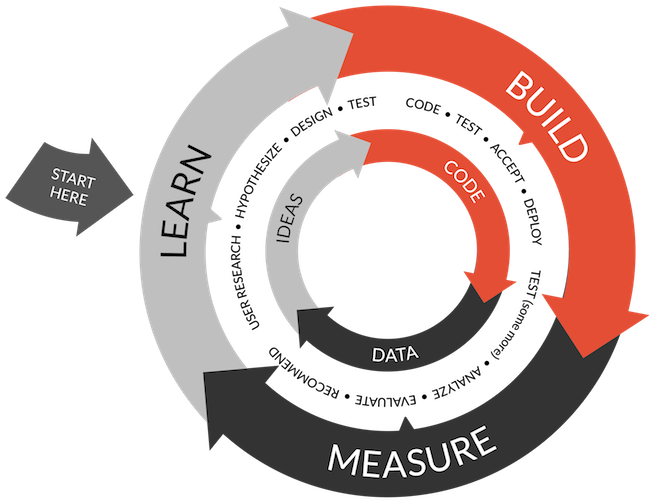 START
HERE
LEARN
BUILD
MEASURE
USER RESEARCH • HYPOTHESIZE • DESIGN • TEST
CODE • TEST • ACCEPT • DEPLOY
TEST (some more) • ANALYZE • EVALUATE • RECOMMEND
IDEAS
CODE
DATA